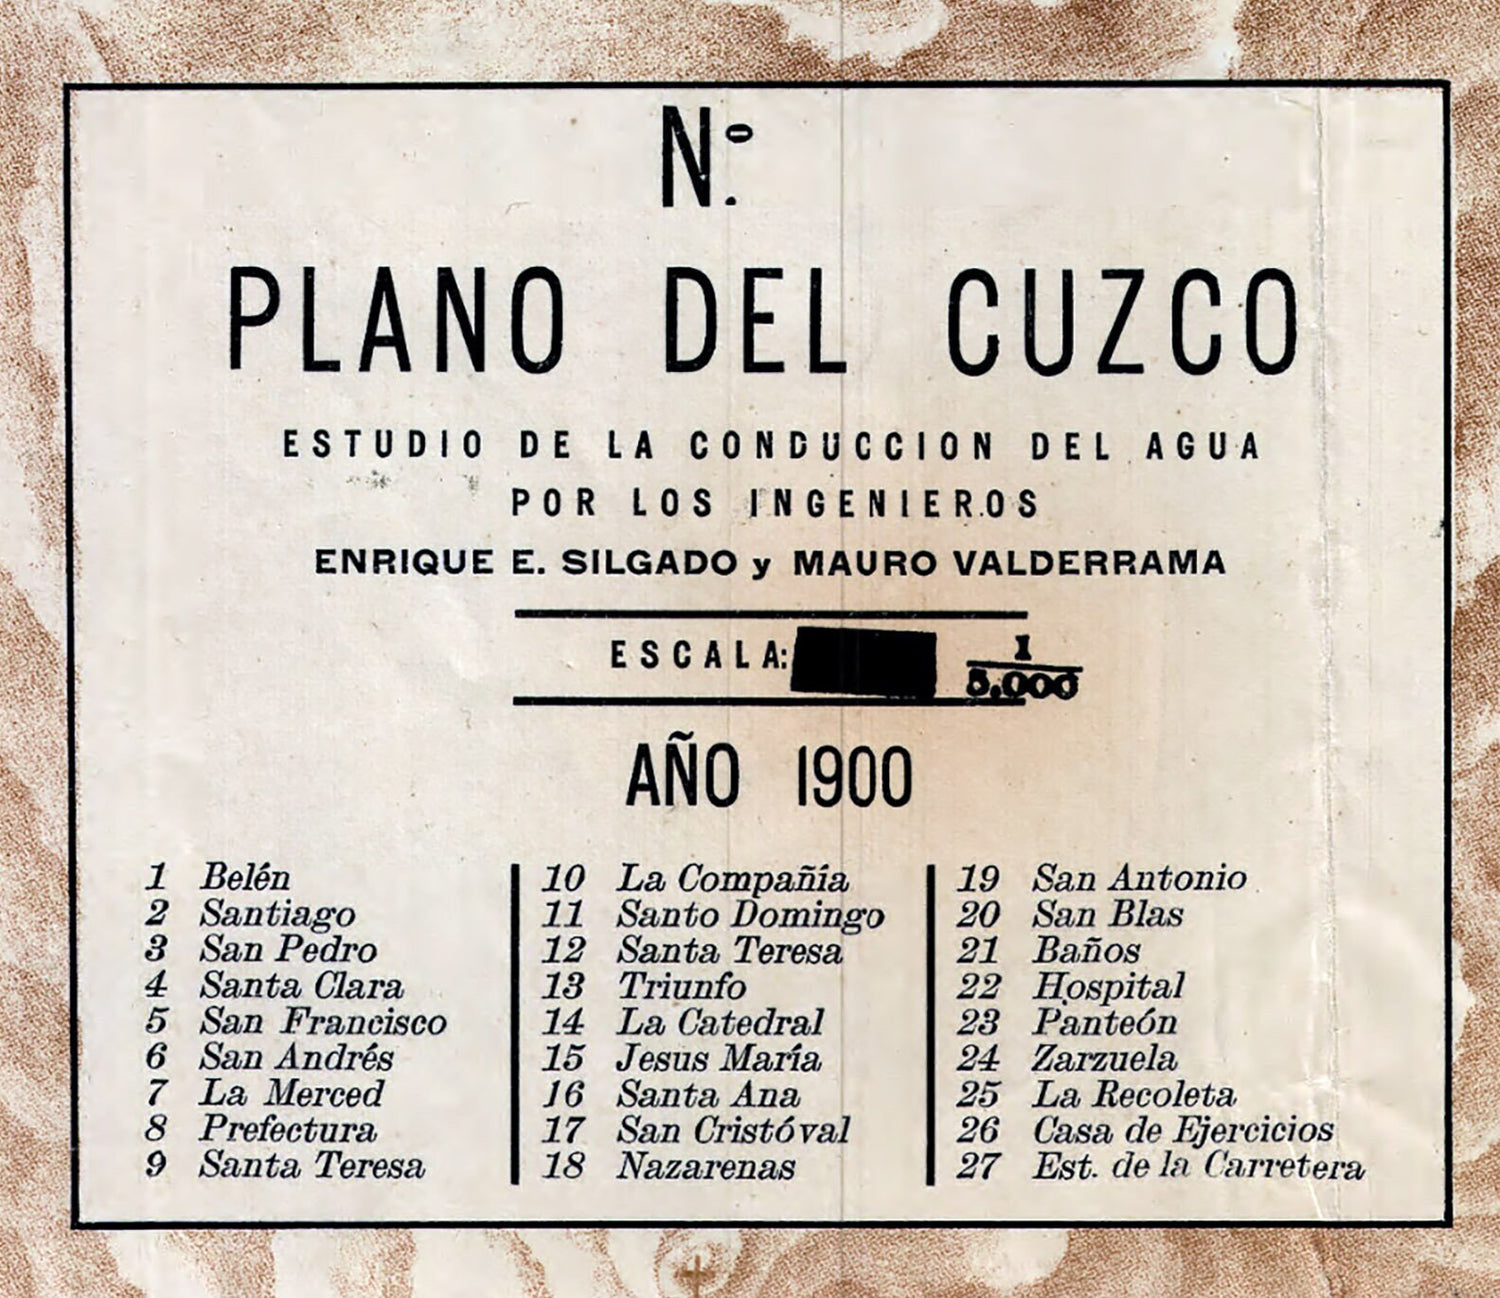 Nº.
PLANO DEL CUZCO
ESTUDIO DE LA CONDUCCION DEL AGUA
POR LOS INGENIEROS
ENRIQUE E. SILGADO y MAURO VALDERRAMA
ESCALA: 1/5.000
AÑO 1900
1 Belén
2 Santiago
3 San Pedro
4 Santa Clara
5 San Francisco
6 San Andrés
7 La Merced
8 Prefectura
9 Santa Teresa
10 La Compañía
11 Santo Domingo
12 Santa Teresa
13 Triunfo
14 La Catedral
15 Jesus María
16 Santa Ana
17 San Cristóval
18 Nazarenas
19 San Antonio
20 San Blas
21 Baños
22 Hospital
23 Panteón
24 Zarzuela
25 La Recoleta
26 Casa de Ejercicios
27 Est. de la Carretera